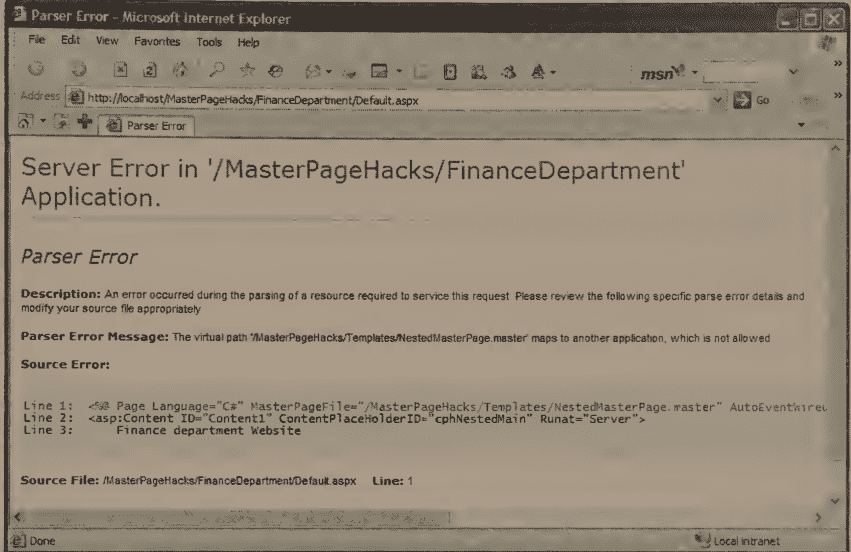 Parser Error - Microsoft Internet Explorer
File Edit View Favorites Tools Help
msn
Address http://localhost/MasterPageHacks/FinanceDepartment/Default.aspx Go
Parser Error
Server Error in '/MasterPageHacks/FinanceDepartment'
Application.
Parser Error
Description: An error occurred during the parsing of a resource required to service this request Please review the following specific parse error details and
modify your source file appropriately
Parser Error Message: The virtual path '/MasterPageHacks/Templates/NestedMasterPage.master' maps to another application, which is not allowed
Source Error:
Line 1: <%@ Page Language="C#" MasterPageFile="/MasterPageHacks/Templates/NestedMasterPage.master" AutoEventWireu
Line 2: <asp:Content ID="Content1" ContentPlaceHolderID="cphNestedMain" Runat="Server">
Line 3: Finance department Website
Source File: /MasterPageHacks/FinanceDepartment/Default.aspx Line: 1
Done Local intranet